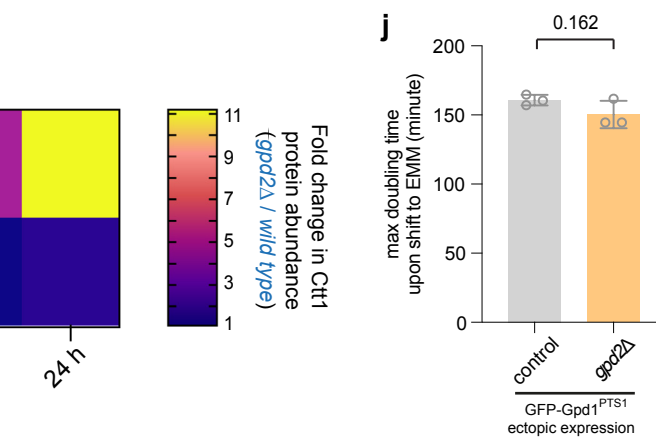 24 h
11
9
7
5
3
1
Fold change in Ctt1
protein abundance
(gpd2Δ / wild type)
j
0.162
max doubling time
upon shift to EMM (minute)
200
150
100
50
0
control
gpd2Δ
GFP-Gpd1ᴾᵀˢ¹
ectopic expression